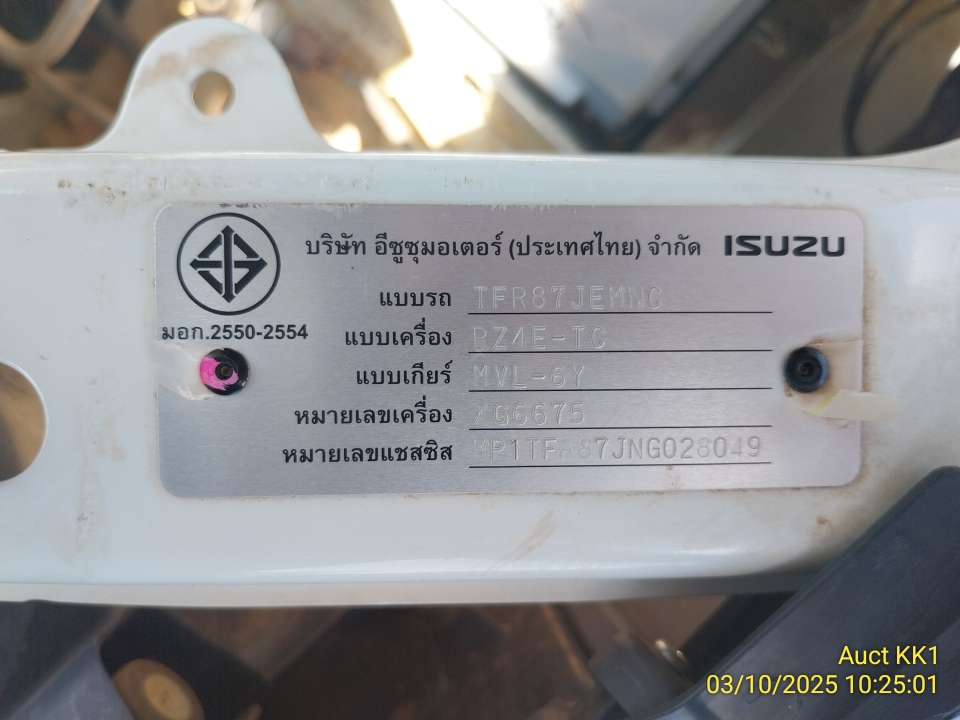 บริษัท อีซูซุมอเตอร์ (ประเทศไทย) จำกัด ISUZU
แบบรถ TFR87JEMNC
มอก.2550-2554
แบบเครื่อง RZ4E-TC
แบบเกียร์ MVL-6Y
หมายเลขเครื่อง XG6675
หมายเลขแชสซิส MP1TFR87JNG028049
Auct KK1
03/10/2025 10:25:01